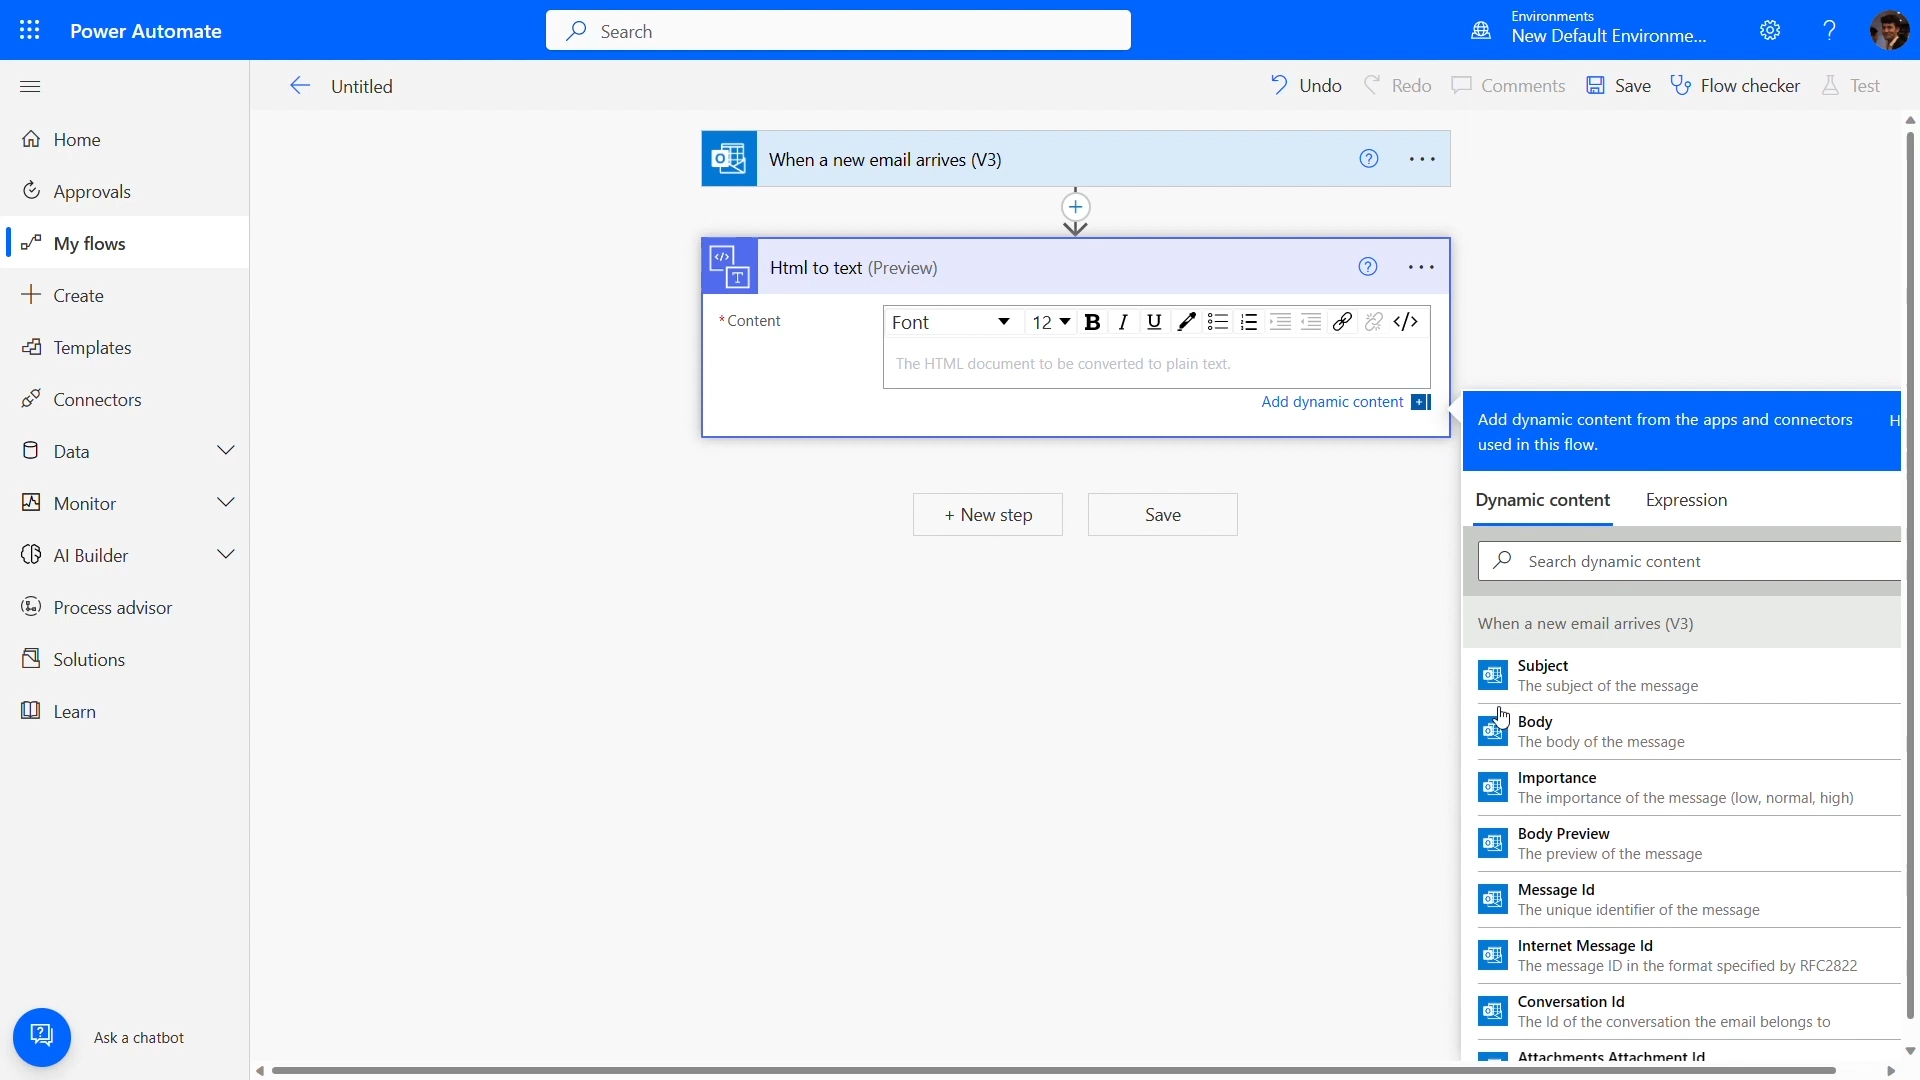 Power Automate
Search
Environments
New Default Environme...
Untitled
Undo
Redo
Comments
Save
Flow checker
Test
Home
Approvals
My flows
Create
Templates
Connectors
Data
Monitor
AI Builder
Process advisor
Solutions
Learn
Ask a chatbot
When a new email arrives (V3)
Html to text (Preview)
* Content
Font
12
B I U
The HTML document to be converted to plain text.
Add dynamic content
+ New step
Save
Add dynamic content from the apps and connectors
used in this flow.
H
Dynamic content
Expression
Search dynamic content
When a new email arrives (V3)
Subject
The subject of the message
Body
The body of the message
Importance
The importance of the message (low, normal, high)
Body Preview
The preview of the message
Message Id
The unique identifier of the message
Internet Message Id
The message ID in the format specified by RFC2822
Conversation Id
The Id of the conversation the email belongs to
Attachments Attachment Id